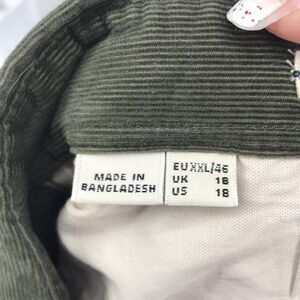 MADE IN
BANGLADESH
EU XXL/46
UK 18
US 18